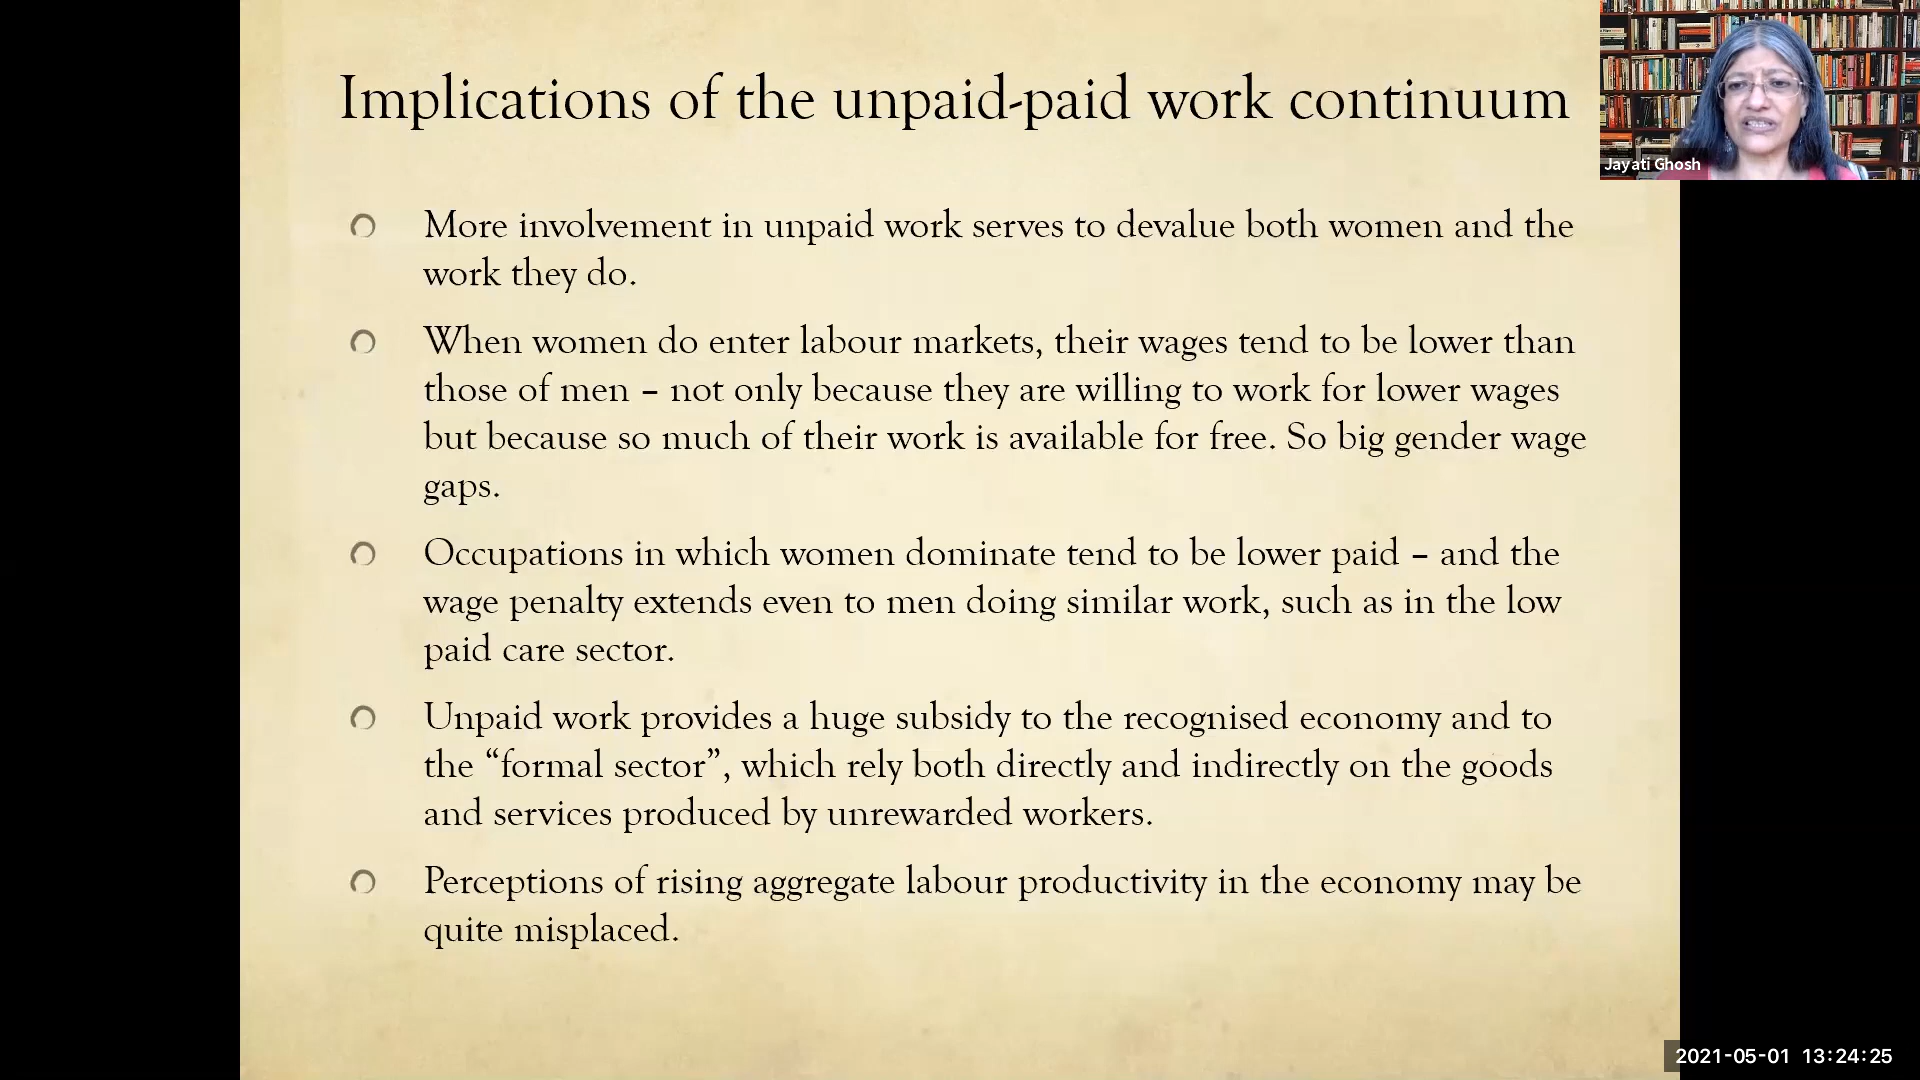 Implications of the unpaid-paid work continuum
Jayati Ghosh
More involvement in unpaid work serves to devalue both women and the
work they do.
When women do enter labour markets, their wages tend to be lower than
those of men – not only because they are willing to work for lower wages
but because so much of their work is available for free. So big gender wage
gaps.
Occupations in which women dominate tend to be lower paid – and the
wage penalty extends even to men doing similar work, such as in the low
paid care sector.
Unpaid work provides a huge subsidy to the recognised economy and to
the “formal sector”, which rely both directly and indirectly on the goods
and services produced by unrewarded workers.
Perceptions of rising aggregate labour productivity in the economy may be
quite misplaced.
2021-05-01 13:24:25